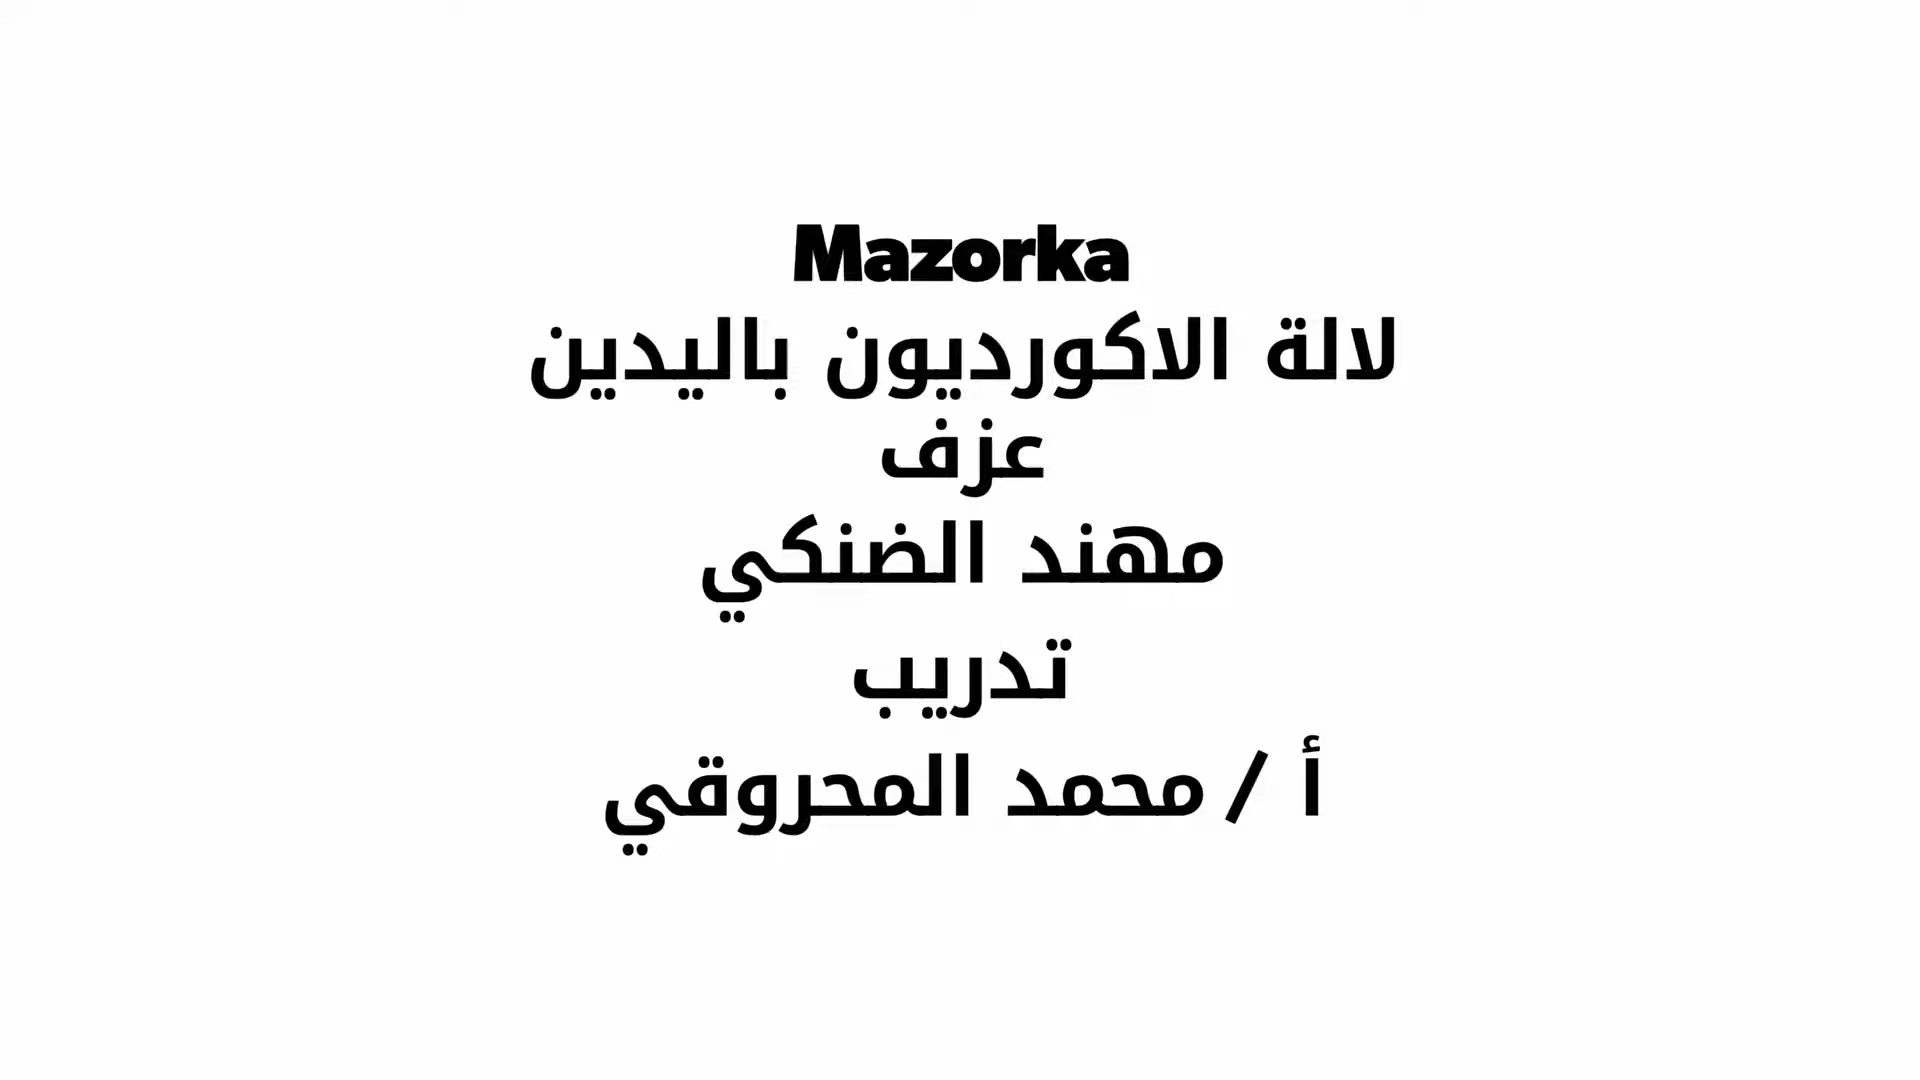 Mazorka
لالة الاكورديون باليدين
عزف
مهند الضنكي
تدريب
أ / محمد المحروقي